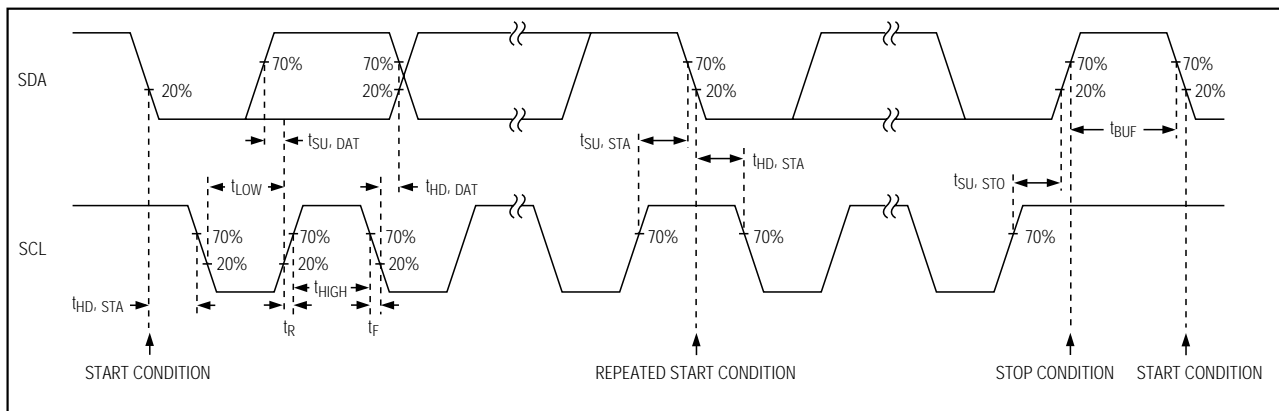 SDA
20%
70%
70%
20%
70%
20%
70%
20%
70%
20%
tSU, DAT
tSU, STA
tHD, STA
tBUF
tLOW
tHD, DAT
tSU, STO
SCL
70%
20%
70%
20%
70%
20%
70%
70%
70%
tHIGH
tHD, STA
tR
tF
START CONDITION
REPEATED START CONDITION
STOP CONDITION
START CONDITION